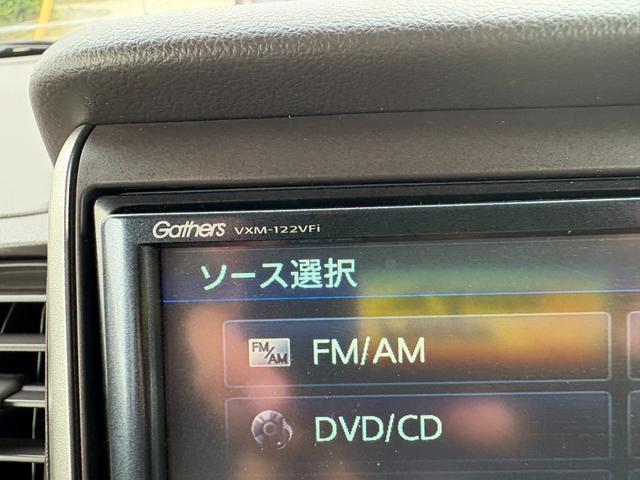 Gathers VXM-122VFi
ソース選択
FM/AM FM/AM
DVD/CD